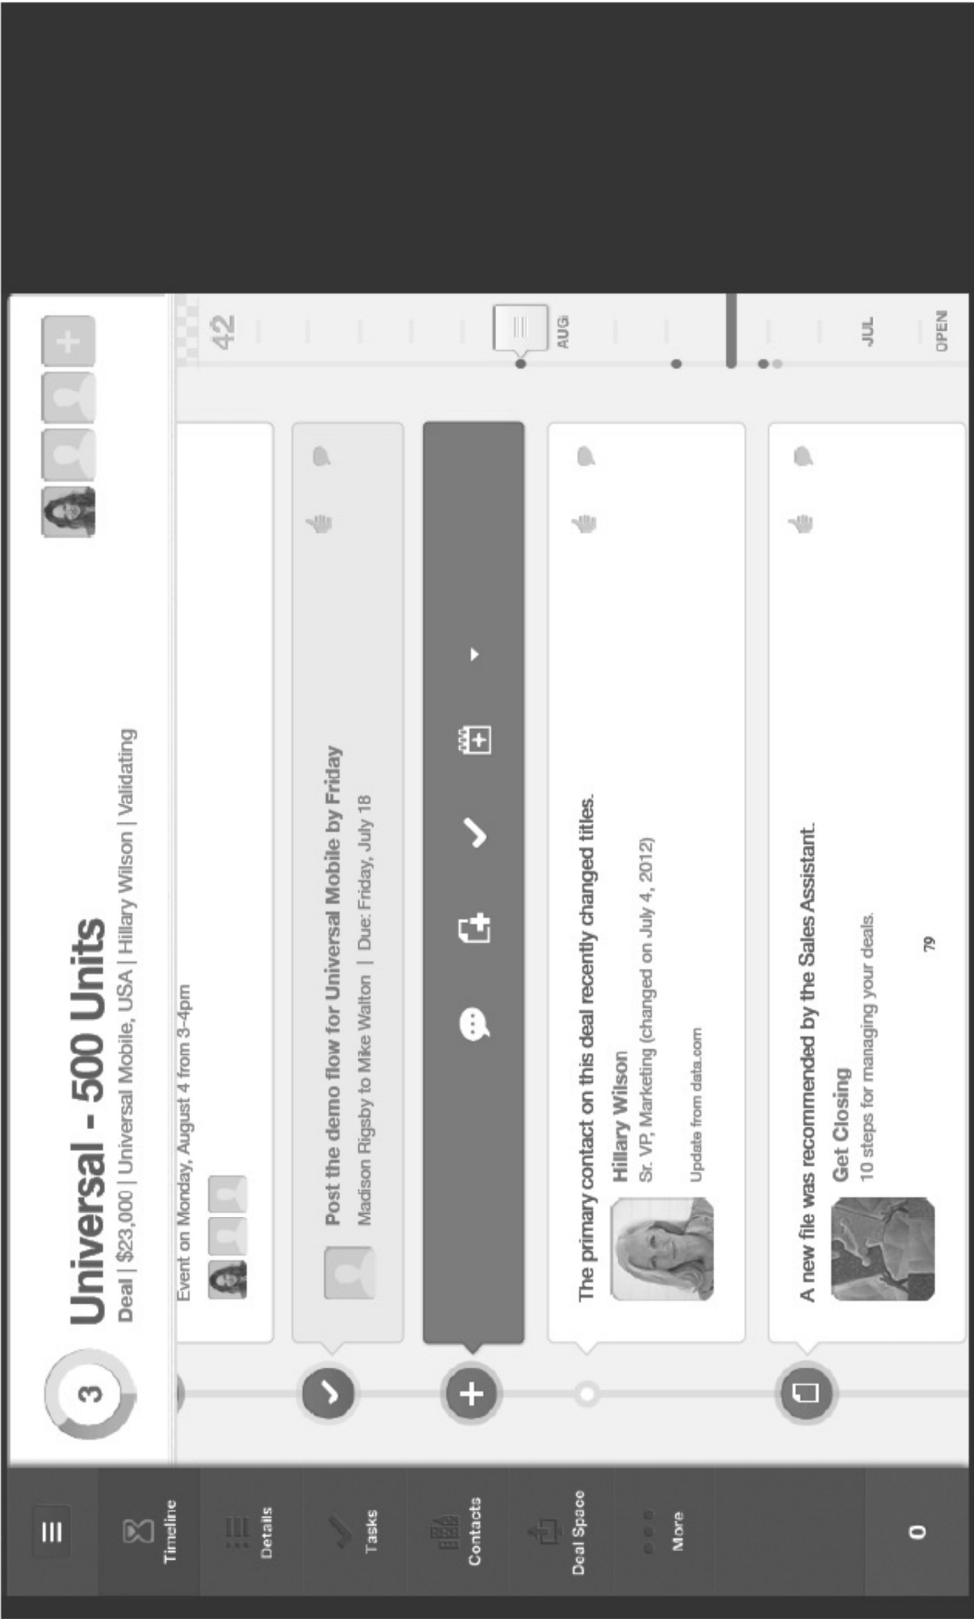 Universal - 500 Units
Deal | $23,000 | Universal Mobile, USA | Hillary Wilson | Validating
3
Timeline
Details
Tasks
Contacts
Deal Space
More
0
Event on Monday, August 4 from 3-4pm
Post the demo flow for Universal Mobile by Friday
Madison Rigsby to Mike Walton | Due: Friday, July 18
The primary contact on this deal recently changed titles.
Hillary Wilson
Sr. VP, Marketing (changed on July 4, 2012)
Update from data.com
A new file was recommended by the Sales Assistant.
Get Closing
10 steps for managing your deals.
79
42
AUG
JUL
OPEN